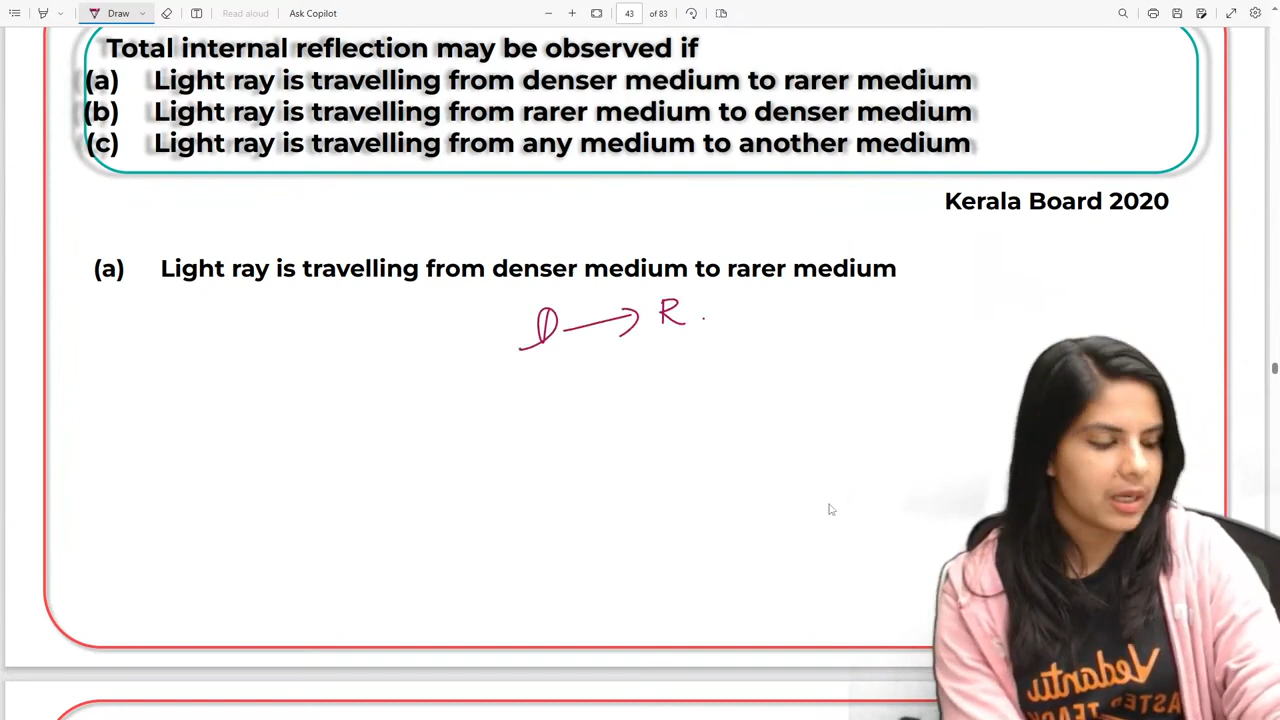 Draw
Read aloud
Ask Copilot
43
of 83
Total internal reflection may be observed if
(a) Light ray is travelling from denser medium to rarer medium
(b) Light ray is travelling from rarer medium to denser medium
(c) Light ray is travelling from any medium to another medium
Kerala Board 2020
(a) Light ray is travelling from denser medium to rarer medium
D → R
Vedantu
ASTER TEACH